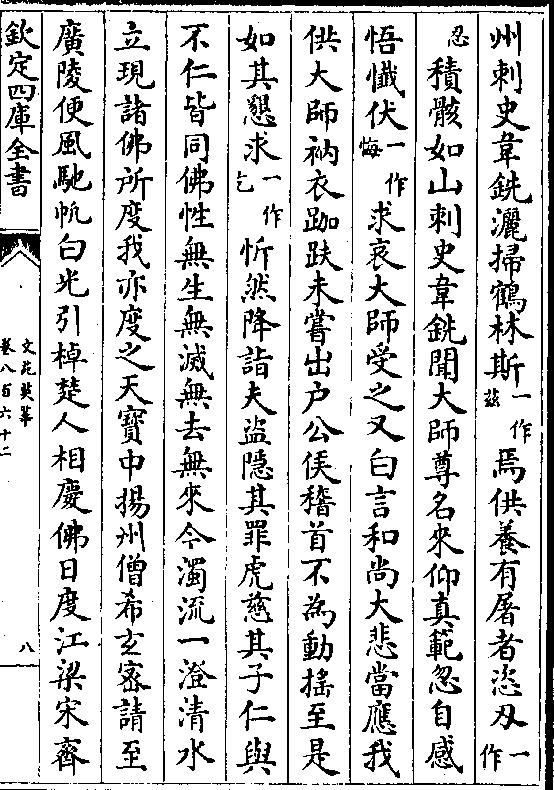 州刺史韋銑灑掃鶴林斯一作兹焉供養有屠者恣刃一作
忍積骸如山刺史韋銑聞大師尊名來仰真範忽自感
悟懴伏一作悔求哀大師受之又白言和尚大悲當應我
供大師衲衣跏趺未嘗出户公侯稽首不為動摇至是
如其懇求一作乞忻然降詣夫盗隱其罪虎慈其子仁與
不仁皆同佛性無生無滅無去無來今濁流一澄清水
立現諸佛所度我亦度之天寶中揚州僧希玄宻請至
廣陵便風馳帆白光引棹楚人相慶佛日度江梁宋齊
欽定四庫全書
文苑英華
卷八百六十二
八